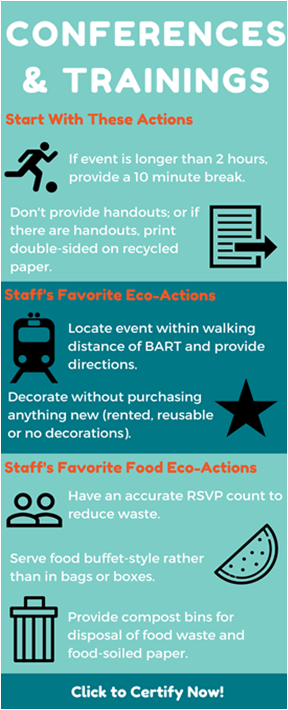 CONFERENCES
& TRAININGS
Start With These Actions
If event is longer than 2 hours,
provide a 10 minute break.
Don't provide handouts; or if
there are handouts, print
double-sided on recycled
paper.
Staff's Favorite Eco-Actions
Locate event within walking
distance of BART and provide
directions.
Decorate without purchasing
anything new (rented, reusable
or no decorations).
Staff's Favorite Food Eco-Actions
Have an accurate RSVP count to
reduce waste.
Serve food buffet-style rather
than in bags or boxes.
Provide compost bins for
disposal of food waste and
food-soiled paper.
Click to Certify Now!